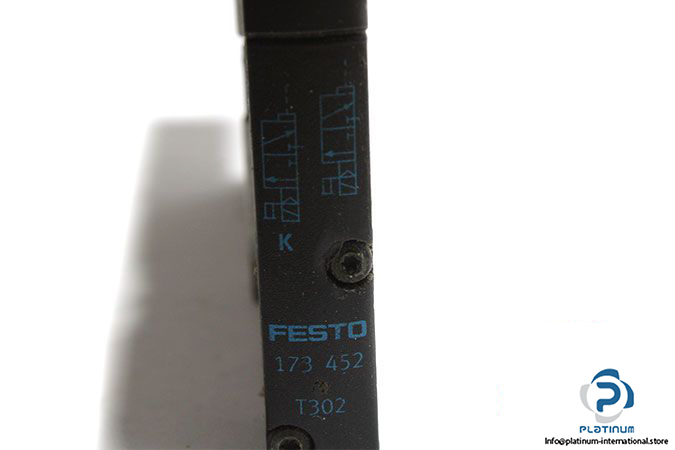 K
FESTO
173 452
T302
PLATINUM
Info@platinum-international.store